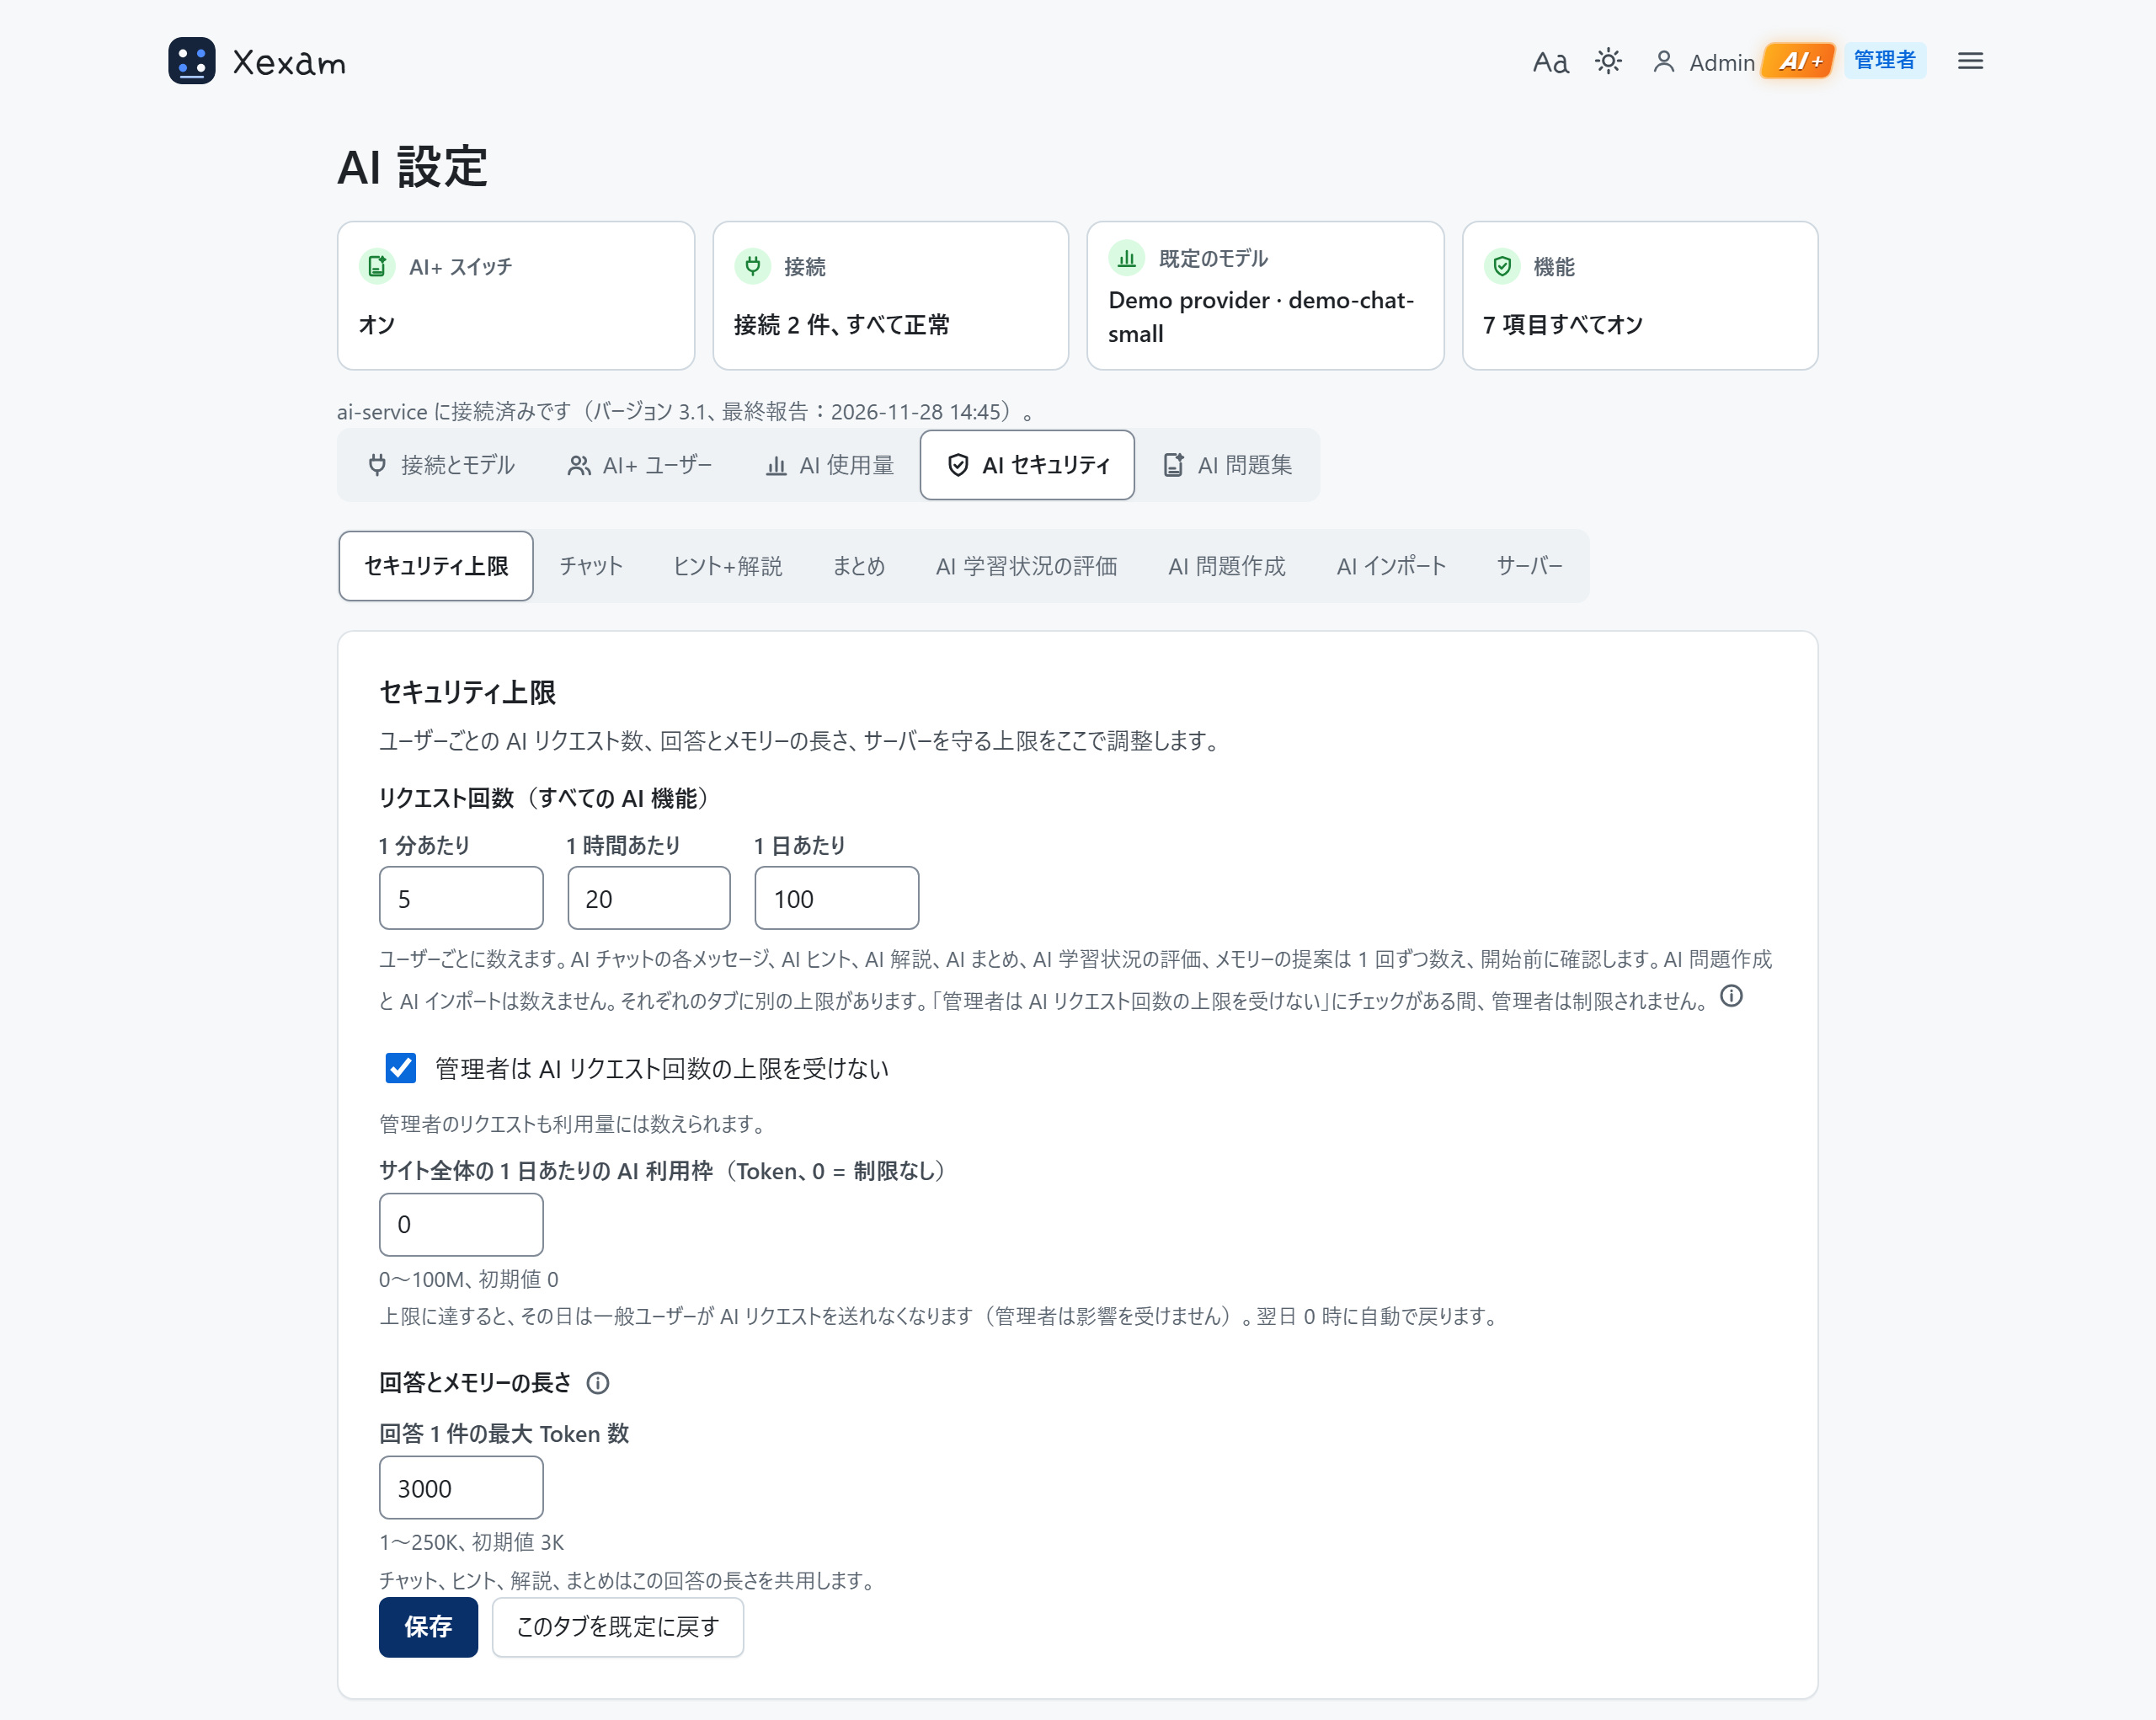 Xexam
Aa
Admin
AI+
管理者
AI 設定
AI+ スイッチ
オン
接続
接続 2 件、すべて正常
既定のモデル
Demo provider · demo-chat-
small
機能
7 項目すべてオン
ai-service に接続済みです（バージョン 3.1、最終報告：2026-11-28 14:45）。
接続とモデル
AI+ ユーザー
AI 使用量
AI セキュリティ
AI 問題集
セキュリティ上限
チャット
ヒント+解説
まとめ
AI 学習状況の評価
AI 問題作成
AI インポート
サーバー
セキュリティ上限
ユーザーごとの AI リクエスト数、回答とメモリーの長さ、サーバーを守る上限をここで調整します。
リクエスト回数（すべての AI 機能）
1 分あたり
1 時間あたり
1 日あたり
5
20
100
ユーザーごとに数えます。AI チャットの各メッセージ、AI ヒント、AI 解説、AI まとめ、AI 学習状況の評価、メモリーの提案は 1 回ずつ数え、開始前に確認します。AI 問題作成
と AI インポートは数えません。それぞれのタブに別の上限があります。「管理者は AI リクエスト回数の上限を受けない」にチェックがある間、管理者は制限されません。
管理者は AI リクエスト回数の上限を受けない
管理者のリクエストも利用量には数えられます。
サイト全体の 1 日あたりの AI 利用枠（Token、0 = 制限なし）
0
0～100M、初期値 0
上限に達すると、その日は一般ユーザーが AI リクエストを送れなくなります（管理者は影響を受けません）。翌日 0 時に自動で戻ります。
回答とメモリーの長さ
回答 1 件の最大 Token 数
3000
1～250K、初期値 3K
チャット、ヒント、解説、まとめはこの回答の長さを共用します。
保存
このタブを既定に戻す